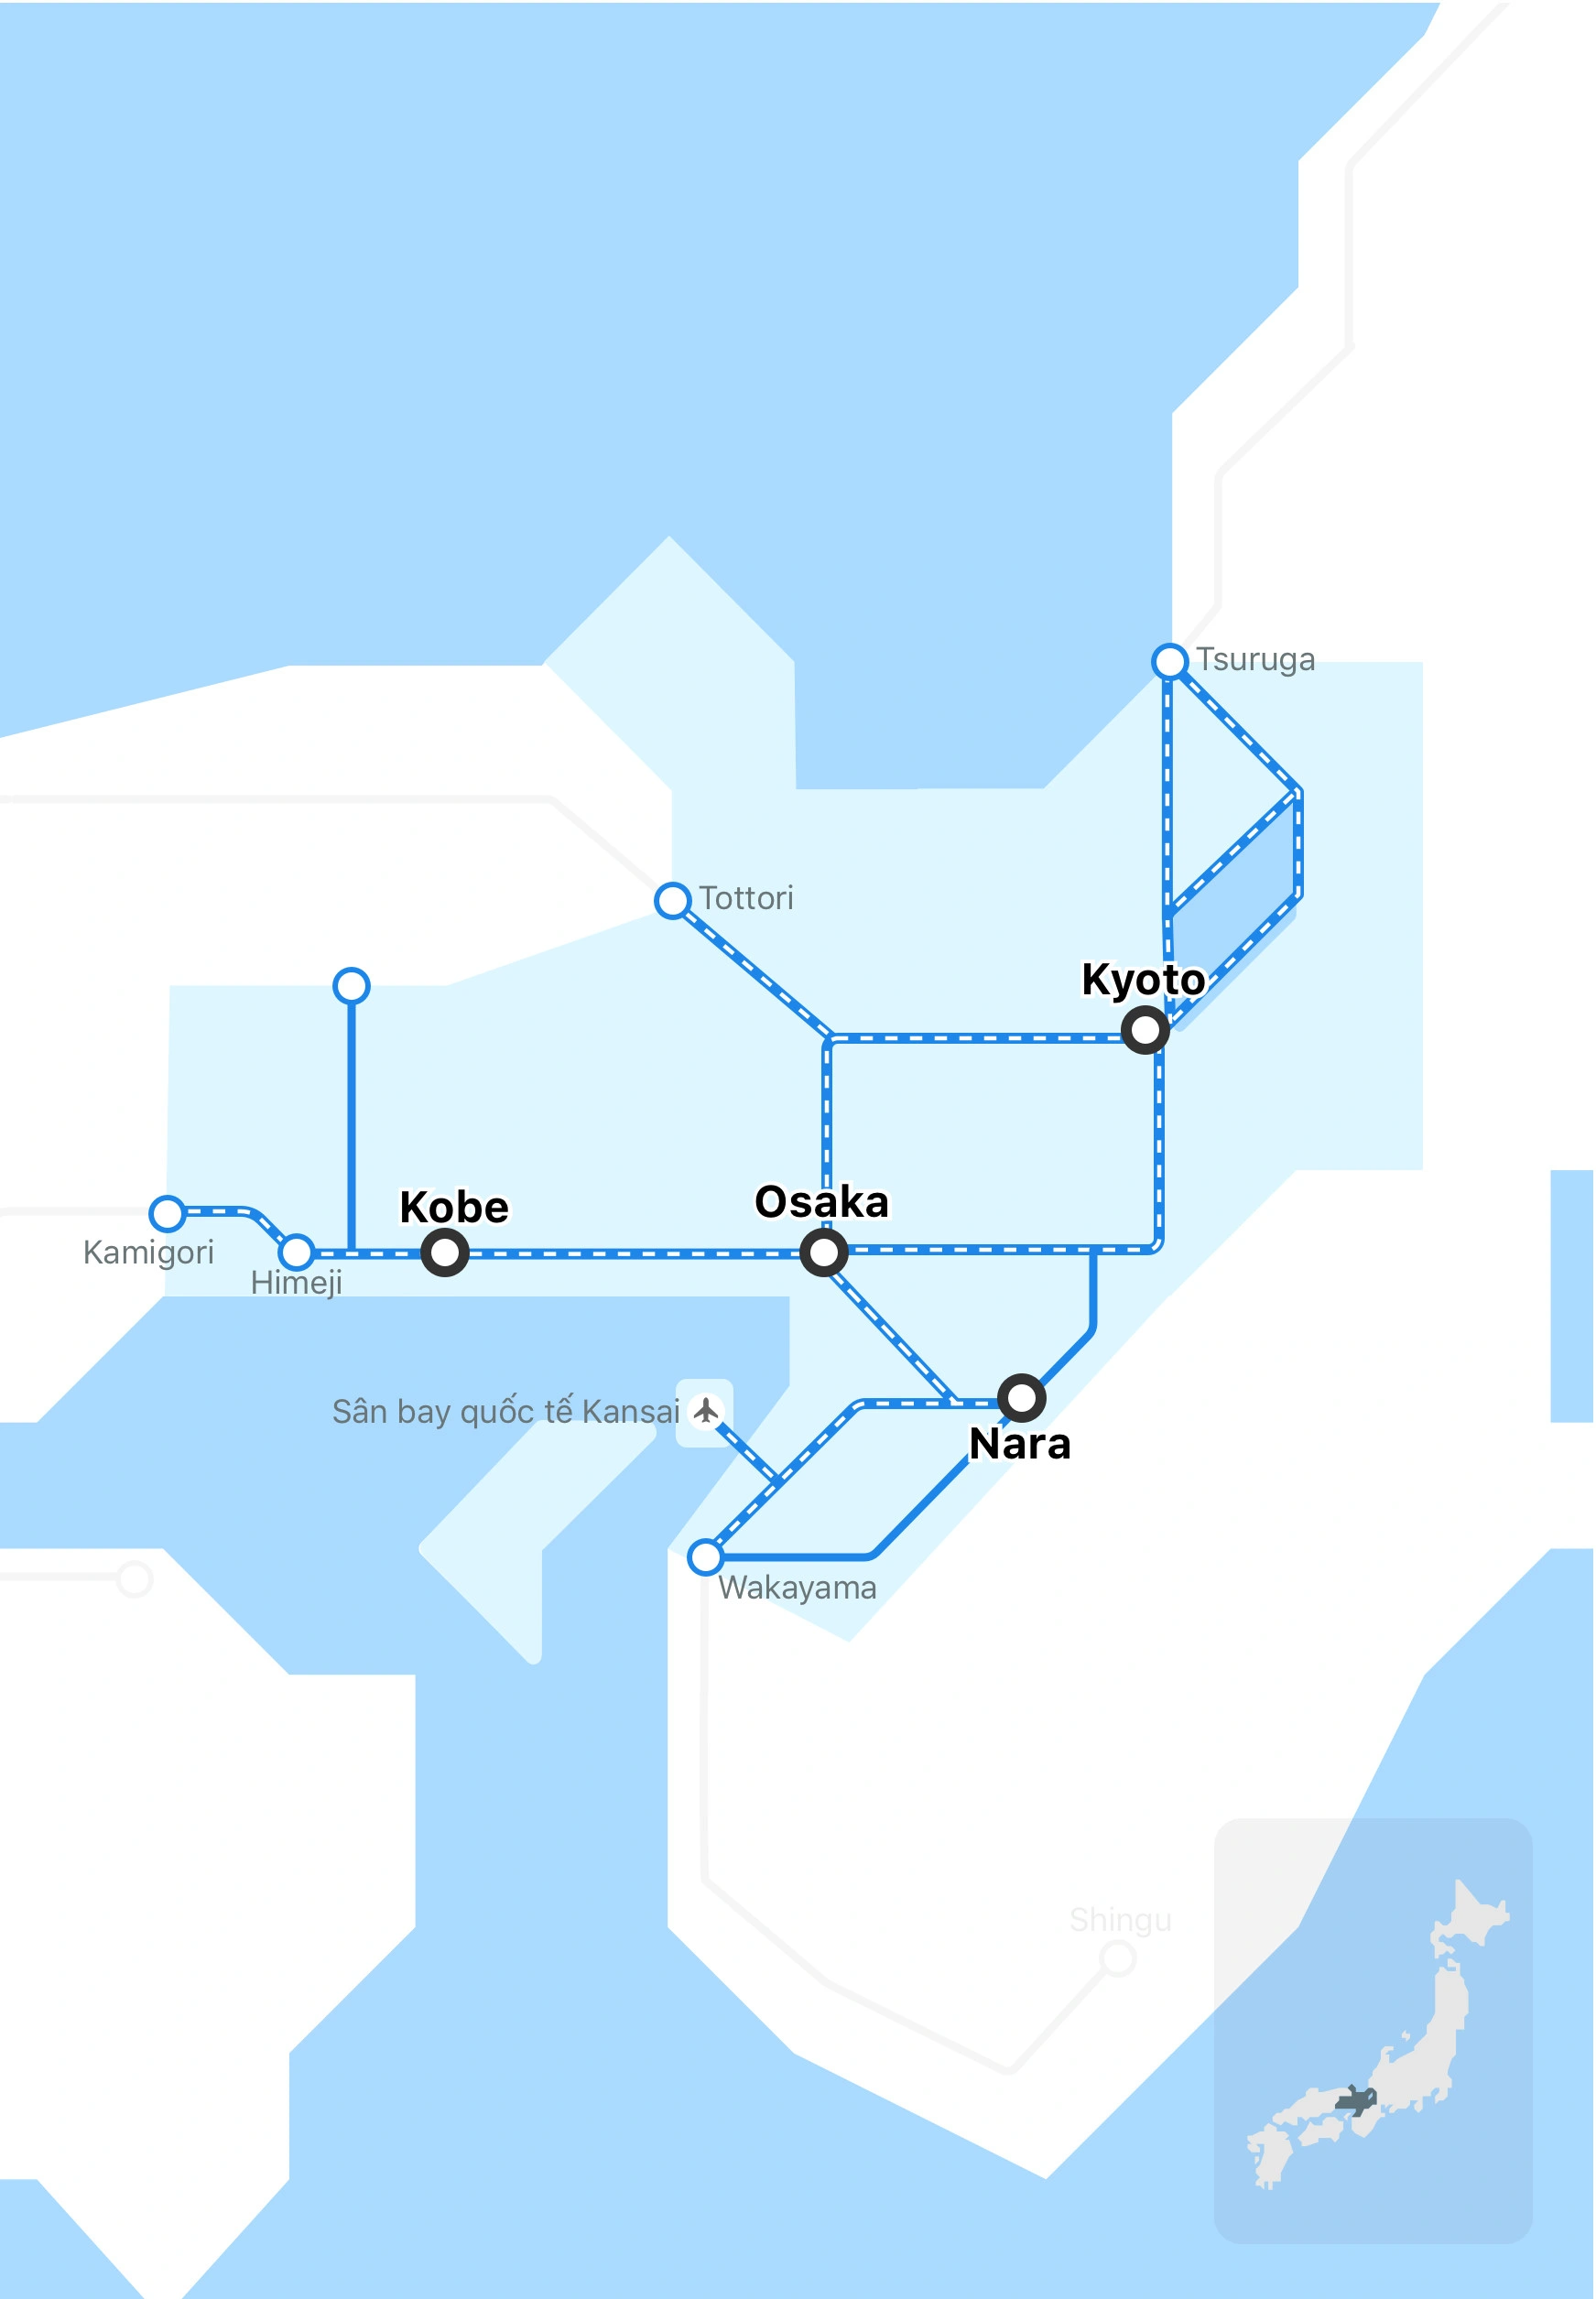 Tsuruga
Tottori
Kyoto
Kobe
Osaka
Kamigori
Himeji
Sân bay quốc tế Kansai
Nara
Wakayama
Shingu